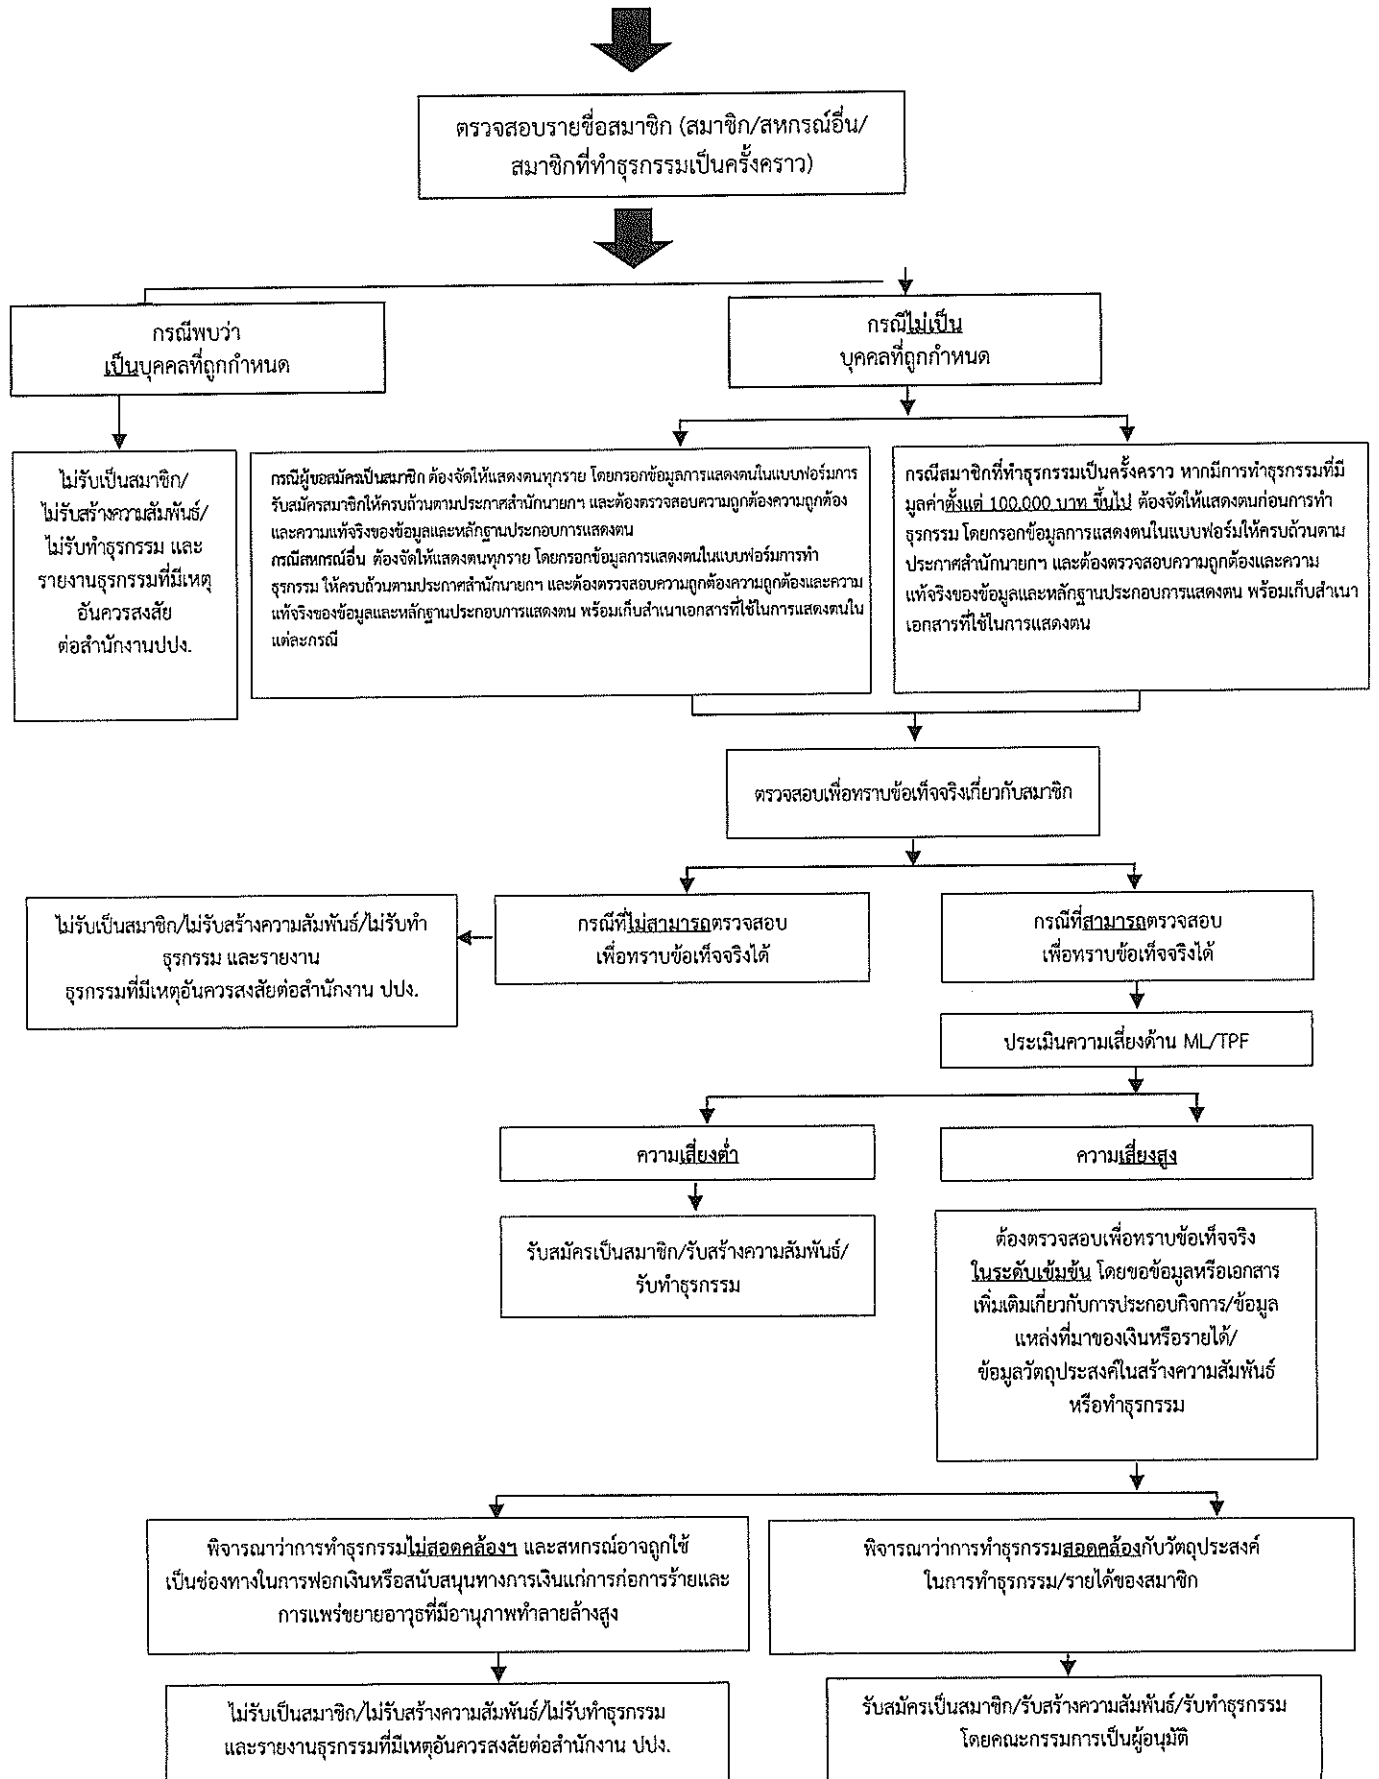 ตรวจสอบรายชื่อสมาชิก (สมาชิก/สหกรณ์อื่น/
สมาชิกที่ทำธุรกรรมเป็นครั้งคราว)
กรณีพบว่า
เป็นบุคคลที่ถูกกำหนด
กรณีไม่เป็น
บุคคลที่ถูกกำหนด
ไม่รับเป็นสมาชิก/
ไม่รับสร้างความสัมพันธ์/
ไม่รับทำธุรกรรม และ
รายงานธุรกรรมที่มีเหตุ
อันควรสงสัย
ต่อสำนักงานปปง.
กรณีผู้ขอสมัครเป็นสมาชิก ต้องจัดให้แสดงตนทุกราย โดยกรอกข้อมูลการแสดงตนในแบบฟอร์มการ
รับสมัครสมาชิกให้ครบถ้วนตามประกาศสำนักนายกฯ และต้องตรวจสอบความถูกต้องความถูกต้อง
และความแท้จริงของข้อมูลและหลักฐานประกอบการแสดงตน
กรณีสหกรณ์อื่น ต้องจัดให้แสดงตนทุกราย โดยกรอกข้อมูลการแสดงตนในแบบฟอร์มการทำ
ธุรกรรม ให้ครบถ้วนตามประกาศสำนักนายกฯ และต้องตรวจสอบความถูกต้องความถูกต้องและความ
แท้จริงของข้อมูลและหลักฐานประกอบการแสดงตน พร้อมเก็บสำเนาเอกสารที่ใช้ในการแสดงตนใน
แต่ละกรณี
กรณีสมาชิกที่ทำธุรกรรมเป็นครั้งคราว หากมีการทำธุรกรรมที่มี
มูลค่าตั้งแต่ 100,000 บาท ขึ้นไป ต้องจัดให้แสดงตนก่อนการทำ
ธุรกรรม โดยกรอกข้อมูลการแสดงตนในแบบฟอร์มให้ครบถ้วนตาม
ประกาศสำนักนายกฯ และต้องตรวจสอบความถูกต้องและความ
แท้จริงของข้อมูลและหลักฐานประกอบการแสดงตน พร้อมเก็บสำเนา
เอกสารที่ใช้ในการแสดงตน
ตรวจสอบเพื่อทราบข้อเท็จจริงเกี่ยวกับสมาชิก
ไม่รับเป็นสมาชิก/ไม่รับสร้างความสัมพันธ์/ไม่รับทำ
ธุรกรรม และรายงาน
ธุรกรรมที่มีเหตุอันควรสงสัยต่อสำนักงาน ปปง.
กรณีที่ไม่สามารถตรวจสอบ
เพื่อทราบข้อเท็จจริงได้
กรณีที่สามารถตรวจสอบ
เพื่อทราบข้อเท็จจริงได้
ประเมินความเสี่ยงด้าน ML/TPF
ความเสี่ยงต่ำ
ความเสี่ยงสูง
รับสมัครเป็นสมาชิก/รับสร้างความสัมพันธ์/
รับทำธุรกรรม
ต้องตรวจสอบเพื่อทราบข้อเท็จจริง
ในระดับเข้มข้น โดยขอข้อมูลหรือเอกสาร
เพิ่มเติมเกี่ยวกับการประกอบกิจการ/ข้อมูล
แหล่งที่มาของเงินหรือรายได้/
ข้อมูลวัตถุประสงค์ในสร้างความสัมพันธ์
หรือทำธุรกรรม
พิจารณาว่าการทำธุรกรรมไม่สอดคล้องฯ และสหกรณ์อาจถูกใช้
เป็นช่องทางในการฟอกเงินหรือสนับสนุนทางการเงินแก่การก่อการร้ายและ
การแพร่ขยายอาวุธที่มีอานุภาพทำลายล้างสูง
พิจารณาว่าการทำธุรกรรมสอดคล้องกับวัตถุประสงค์
ในการทำธุรกรรม/รายได้ของสมาชิก
ไม่รับเป็นสมาชิก/ไม่รับสร้างความสัมพันธ์/ไม่รับทำธุรกรรม
และรายงานธุรกรรมที่มีเหตุอันควรสงสัยต่อสำนักงาน ปปง.
รับสมัครเป็นสมาชิก/รับสร้างความสัมพันธ์/รับทำธุรกรรม
โดยคณะกรรมการเป็นผู้อนุมัติ